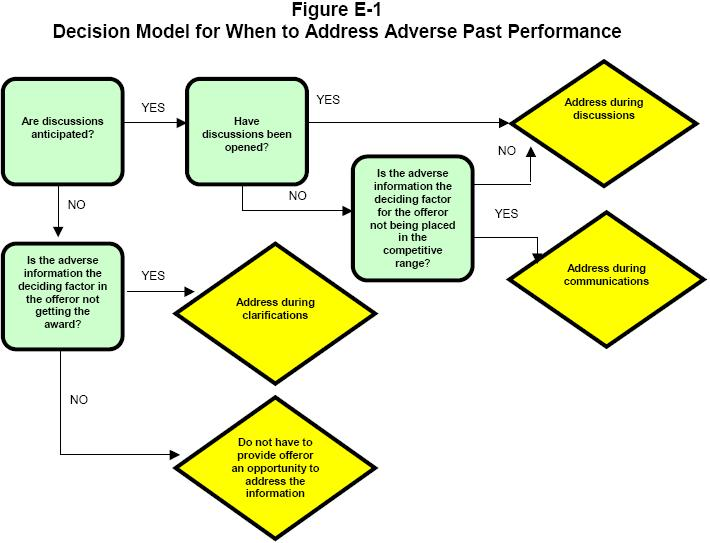 Figure E-1
Decision Model for When to Address Adverse Past Performance
Are discussions
anticipated?
YES
Have
discussions been
opened?
YES
Address during
discussions
NO
NO
Is the adverse
information the
deciding factor
for the offeror
not being placed
in the
competitive
range?
NO
YES
Address during
communications
Is the adverse
information the
deciding factor in
the offeror not
getting the
award?
YES
Address during
clarifications
NO
Do not have to
provide offeror
an opportunity to
address the
information